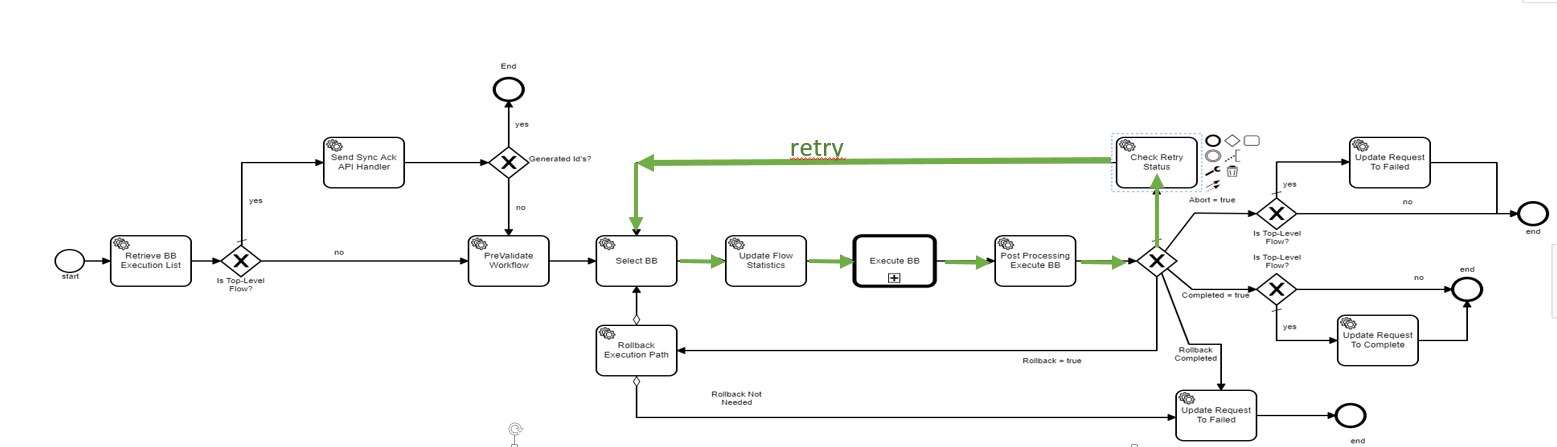 End
yes
Generated Id's?
Send Sync Ack
API Handler
yes
no
start
Retrieve BB
Execution List
Is Top-Level
Flow?
no
PreValidate
Workflow
retry
Select BB
Update Flow
Statistics
Execute BB
Post Processing
Execute BB
Check Retry
Status
Abort = true
yes
Update Request
To Failed
no
Is Top-Level
Flow?
end
Is Top-Level
Flow?
Completed = true
no
end
yes
Update Request
To Complete
Rollback
Execution Path
Rollback = true
Rollback
Completed
Rollback Not
Needed
Update Request
To Failed
end